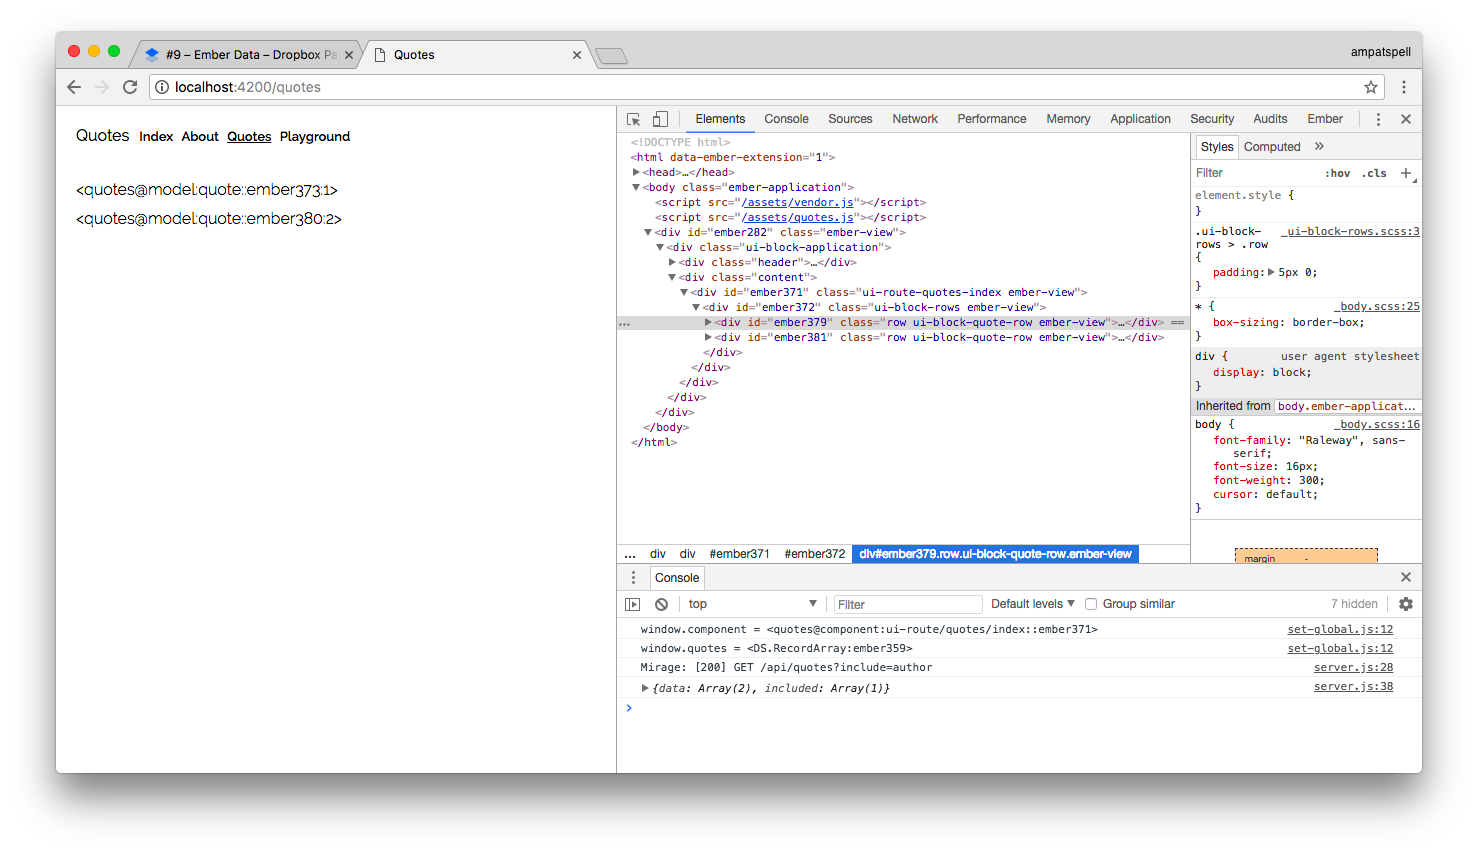 #9 – Ember Data – Dropbox Pa
Quotes
ampatspell
localhost:4200/quotes
Quotes Index About Quotes Playground
<quotes@model:quote::ember373:1>
<quotes@model:quote::ember380:2>
Elements Console Sources Network Performance Memory Application Security Audits Ember
<!DOCTYPE html>
<html data-ember-extension="1">
<head>…</head>
<body class="ember-application">
<script src="/assets/vendor.js"></script>
<script src="/assets/quotes.js"></script>
<div id="ember282" class="ember-view">
<div class="ui-block-application">
<div class="header">…</div>
<div class="content">
<div id="ember371" class="ui-route-quotes-index ember-view">
<div id="ember372" class="ui-block-rows ember-view">
… <div id="ember379" class="row ui-block-quote-row ember-view">…</div> ==
<div id="ember381" class="row ui-block-quote-row ember-view">…</div>
</div>
</div>
</div>
</div>
</div>
</body>
</html>
… div div #ember371 #ember372 div#ember379.row.ui-block-quote-row.ember-view
Styles Computed »
Filter :hov .cls +
element.style {
}
.ui-block- _ui-block-rows.scss:3
rows > .row
{
padding: 5px 0;
}
* { _body.scss:25
box-sizing: border-box;
}
div { user agent stylesheet
display: block;
}
Inherited from body.ember-applicat…
body { _body.scss:16
font-family: "Raleway", sans-
serif;
font-size: 16px;
font-weight: 300;
cursor: default;
}
margin -
Console
top Filter Default levels Group similar 7 hidden
window.component = <quotes@component:ui-route/quotes/index::ember371> set-global.js:12
window.quotes = <DS.RecordArray:ember359> set-global.js:12
Mirage: [200] GET /api/quotes?include=author server.js:28
{data: Array(2), included: Array(1)} server.js:38